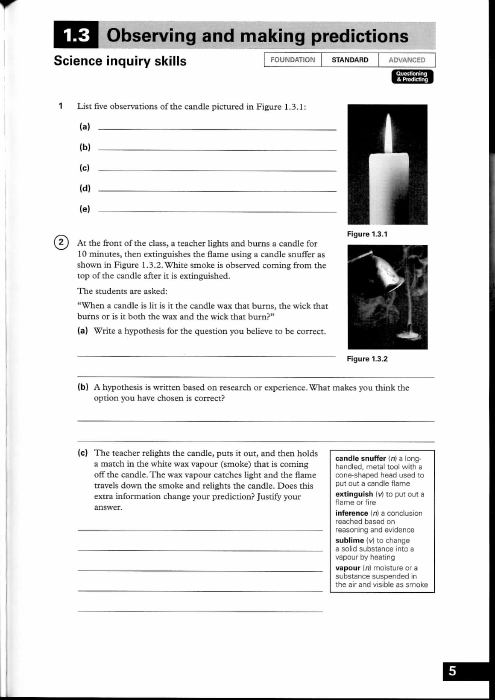 1.3 Observing and making predictions
Science inquiry skills
FOUNDATION STANDARD ADVANCED
Questioning
& Predicting
1 List five observations of the candle pictured in Figure 1.3.1:
(a)
(b)
(c)
(d)
(e)
Figure 1.3.1
2 At the front of the class, a teacher lights and burns a candle for
10 minutes, then extinguishes the flame using a candle snuffer as
shown in Figure 1.3.2. White smoke is observed coming from the
top of the candle after it is extinguished.
The students are asked:
“When a candle is lit is it the candle wax that burns, the wick that
burns or is it both the wax and the wick that burn?”
(a) Write a hypothesis for the question you believe to be correct.
Figure 1.3.2
(b) A hypothesis is written based on research or experience. What makes you think the
option you have chosen is correct?
(c) The teacher relights the candle, puts it out, and then holds
a match in the white wax vapour (smoke) that is coming
off the candle. The wax vapour catches light and the flame
travels down the smoke and relights the candle. Does this
extra information change your prediction? Justify your
answer.
candle snuffer (n) a long-
handled, metal tool with a
cone-shaped head used to
put out a candle flame
extinguish (v) to put out a
flame or fire
inference (n) a conclusion
reached based on
reasoning and evidence
sublime (v) to change
a solid substance into a
vapour by heating
vapour (n) moisture or a
substance suspended in
the air and visible as smoke
5